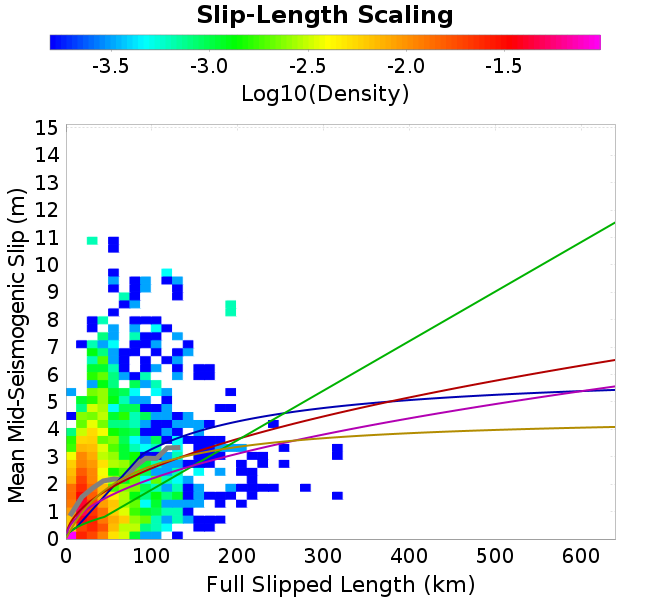 Slip-Length Scaling
-3.5 -3.0 -2.5 -2.0 -1.5
Log10(Density)
15
14
13
12
11
10
9
8
7
6
5
4
3
2
1
0
Mean Mid-Seismogenic Slip (m)
0 100 200 300 400 500 600
Full Slipped Length (km)